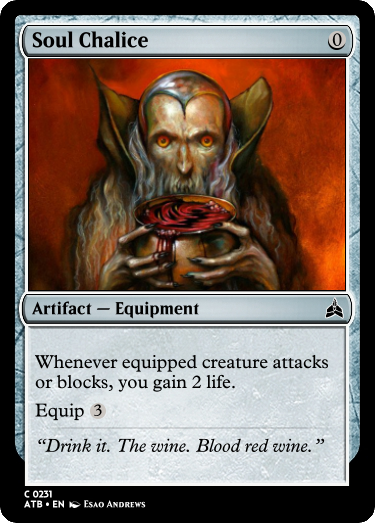 Soul Chalice 0
Artifact — Equipment
Whenever equipped creature attacks
or blocks, you gain 2 life.
Equip 3
“Drink it. The wine. Blood red wine.”
C 0231
ATB • EN Esao Andrews